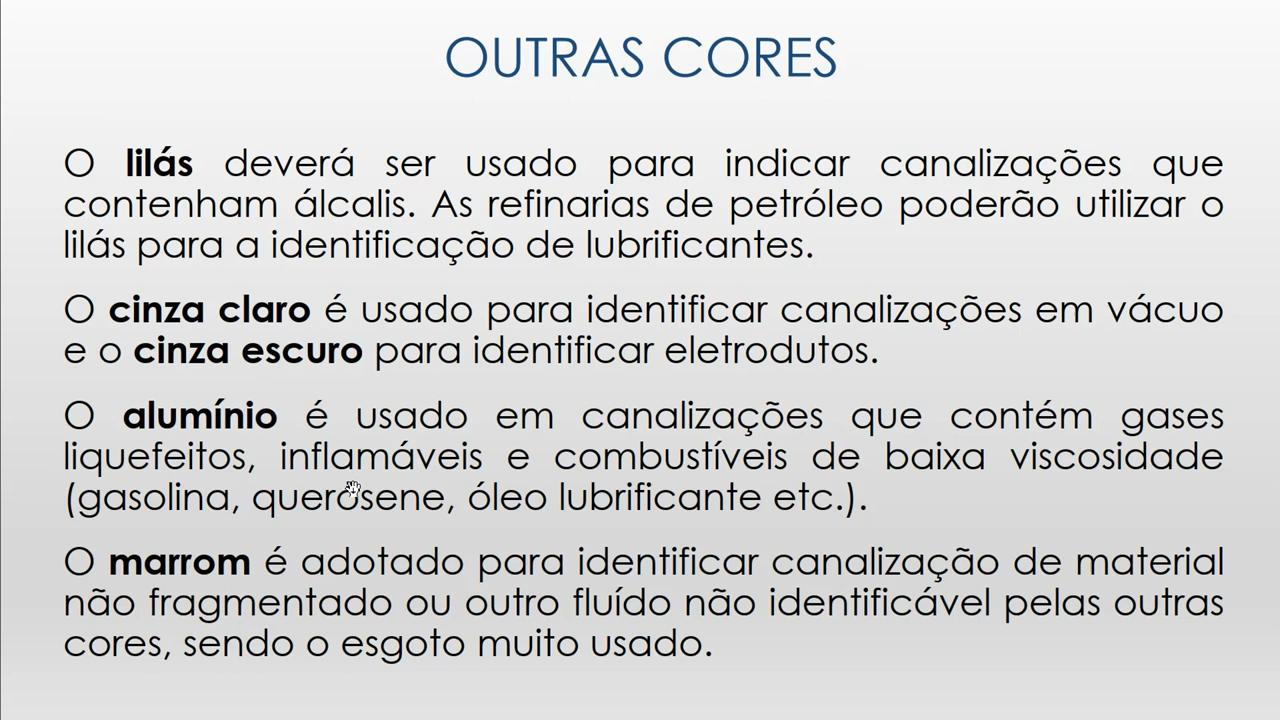 OUTRAS CORES
O lilás deverá ser usado para indicar canalizações que
contenham álcalis. As refinarias de petróleo poderão utilizar o
lilás para a identificação de lubrificantes.
O cinza claro é usado para identificar canalizações em vácuo
e o cinza escuro para identificar eletrodutos.
O alumínio é usado em canalizações que contém gases
liquefeitos, inflamáveis e combustíveis de baixa viscosidade
(gasolina, querosene, óleo lubrificante etc.).
O marrom é adotado para identificar canalização de material
não fragmentado ou outro fluído não identificável pelas outras
cores, sendo o esgoto muito usado.